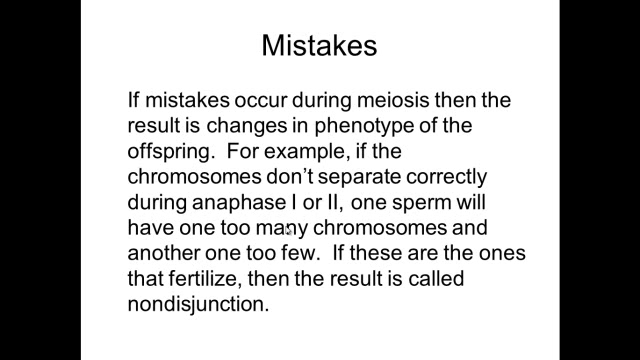 Mistakes
If mistakes occur during meiosis then the
result is changes in phenotype of the
offspring.  For example, if the
chromosomes don't separate correctly
during anaphase I or II, one sperm will
have one too many chromosomes and
another one too few.  If these are the ones
that fertilize, then the result is called
nondisjunction.